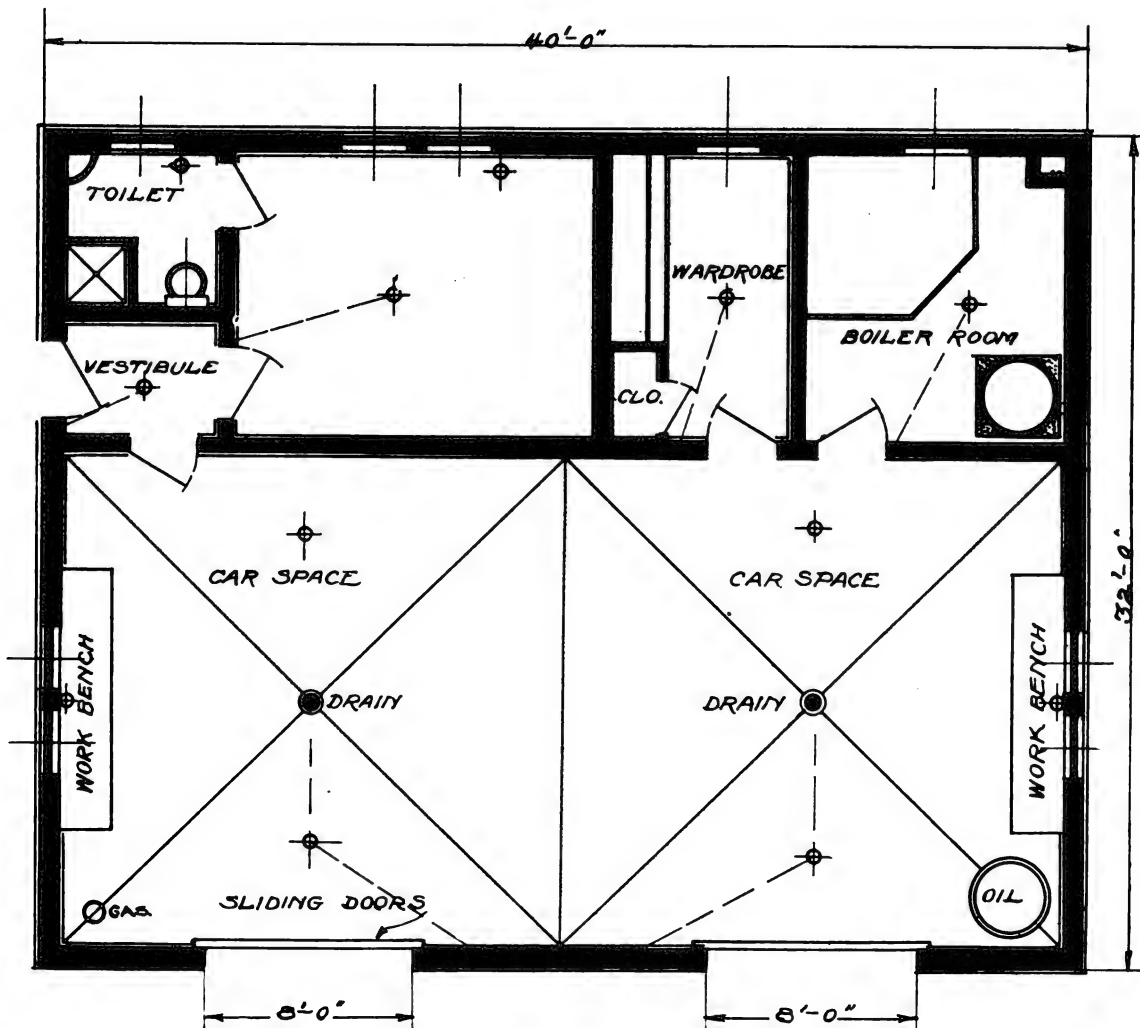 40'-0"
TOILET
WARDROBE
BOILER ROOM
VESTIBULE
CLO.
CAR SPACE
CAR SPACE
32'-0"
WORK BENCH
DRAIN
DRAIN
WORK BENCH
GAS.
SLIDING DOORS
OIL
8'-0"
8'-0"